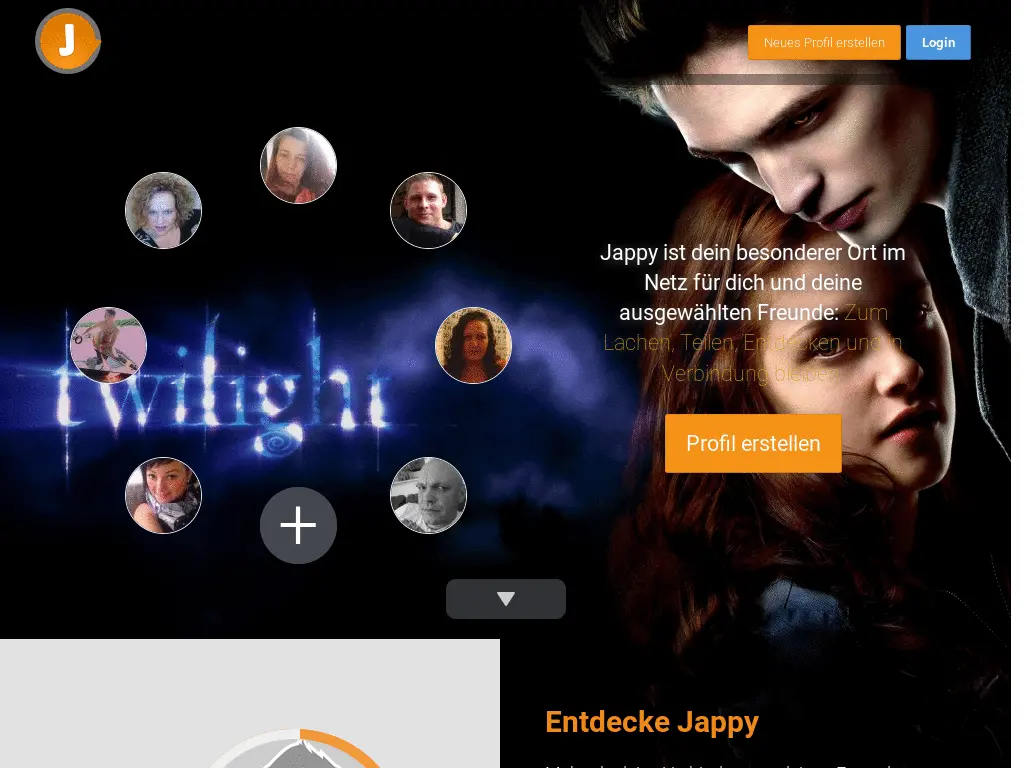 J
Neues Profil erstellen
Login
Jappy ist dein besonderer Ort im
Netz für dich und deine
ausgewählten Freunde: Zum
Lachen, Teilen, Entdecken und in
Verbindung bleiben
twilight
Profil erstellen
Entdecke Jappy